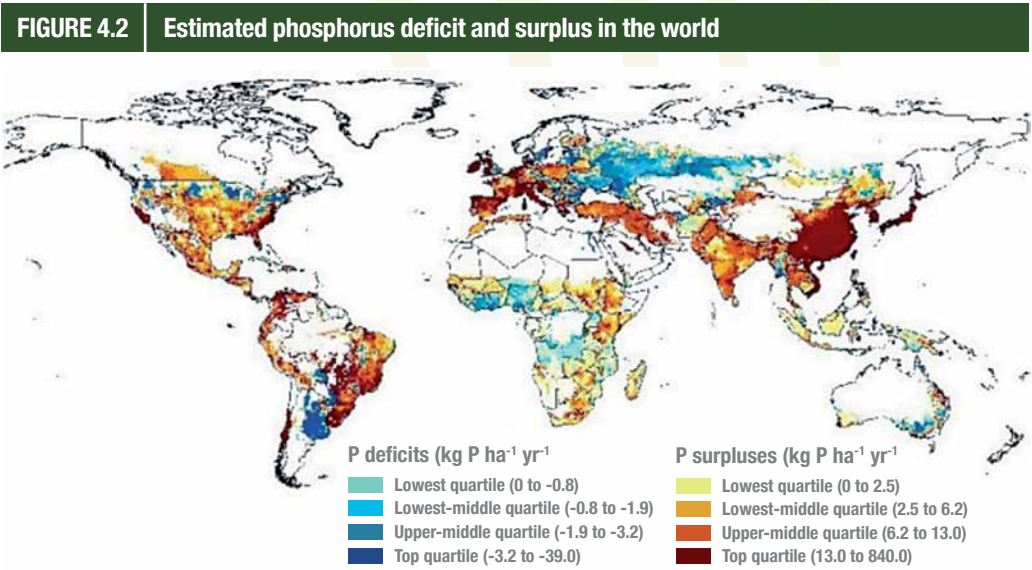 FIGURE 4.2 Estimated phosphorus deficit and surplus in the world
P deficits (kg P ha-1 yr-1
Lowest quartile (0 to -0.8)
Lowest-middle quartile (-0.8 to -1.9)
Upper-middle quartile (-1.9 to -3.2)
Top quartile (-3.2 to -39.0)
P surpluses (kg P ha-1 yr-1
Lowest quartile (0 to 2.5)
Lowest-middle quartile (2.5 to 6.2)
Upper-middle quartile (6.2 to 13.0)
Top quartile (13.0 to 840.0)